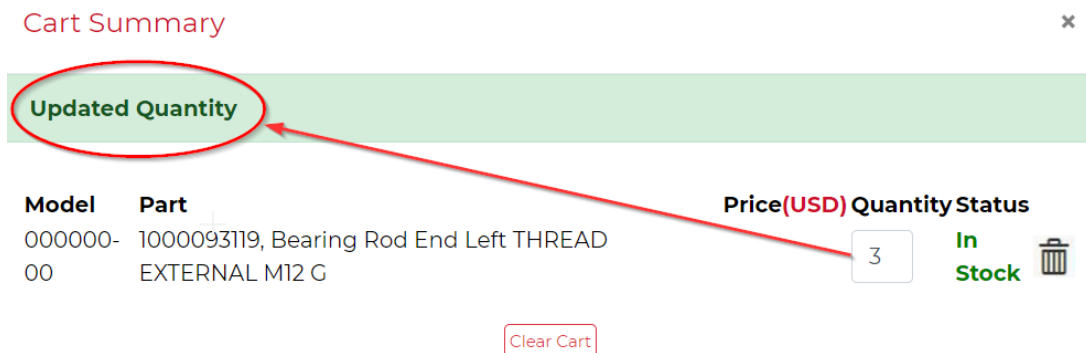 Cart Summary ×
Updated Quantity
Model Part Price(USD) Quantity Status
000000- 1000093119, Bearing Rod End Left THREAD 3 In
00 EXTERNAL M12 G Stock
Clear Cart